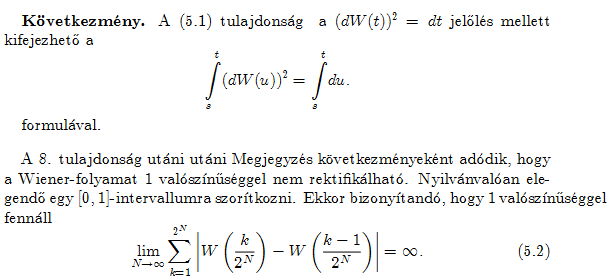 Következmény. A (5.1) tulajdonság a (dW(t))² = dt jelölés mellett
kifejezhető a
∫ₛᵗ (dW(u))² = ∫ₛᵗ du.
formulával.
A 8. tulajdonság utáni utáni Megjegyzés következményeként adódik, hogy
a Wiener-folyamat 1 valószínűséggel nem rektifikálható. Nyilvánvalóan ele-
gendő egy [0, 1]-intervallumra szorítkozni. Ekkor bizonyítandó, hogy 1 valószínűséggel
fennáll
lim_{N→∞} ∑_{k=1}^{2^N} |W(k/2^N) − W((k−1)/2^N)| = ∞. (5.2)